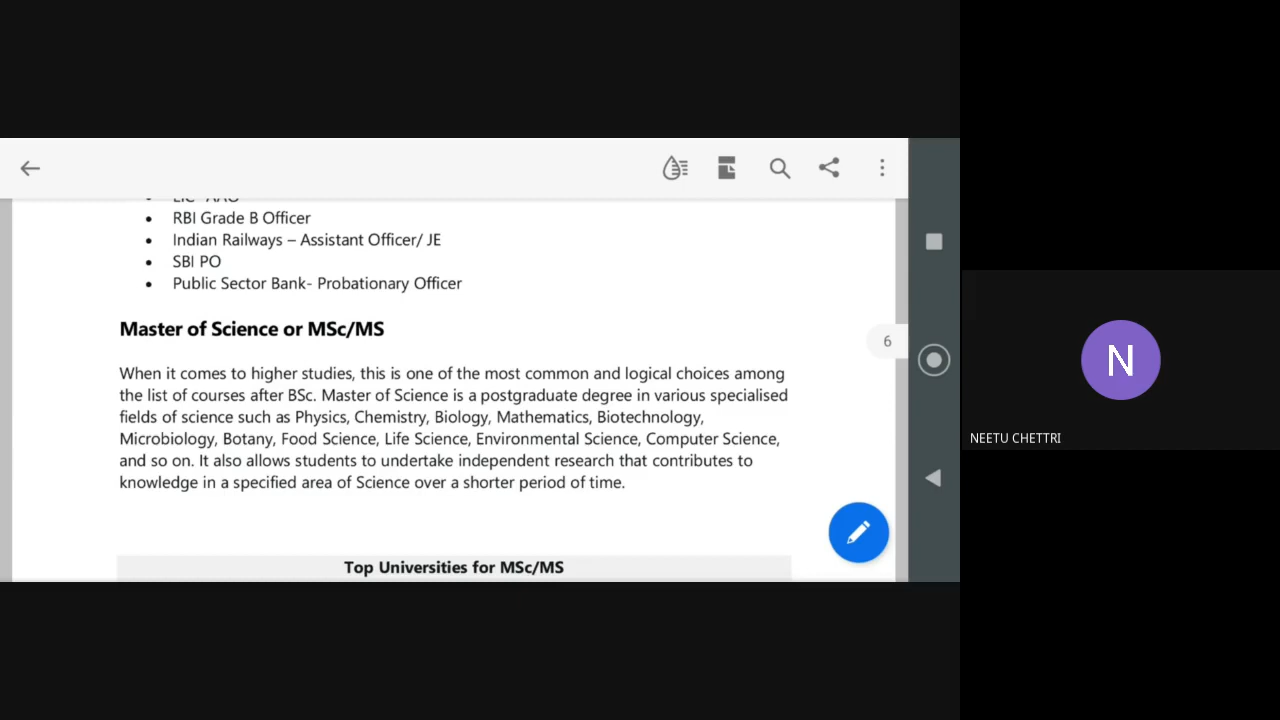 RBI Grade B Officer
Indian Railways – Assistant Officer/ JE
SBI PO
Public Sector Bank- Probationary Officer
Master of Science or MSc/MS
6
When it comes to higher studies, this is one of the most common and logical choices among
the list of courses after BSc. Master of Science is a postgraduate degree in various specialised
fields of science such as Physics, Chemistry, Biology, Mathematics, Biotechnology,
Microbiology, Botany, Food Science, Life Science, Environmental Science, Computer Science,
and so on. It also allows students to undertake independent research that contributes to
knowledge in a specified area of Science over a shorter period of time.
Top Universities for MSc/MS
N
NEETU CHETTRI